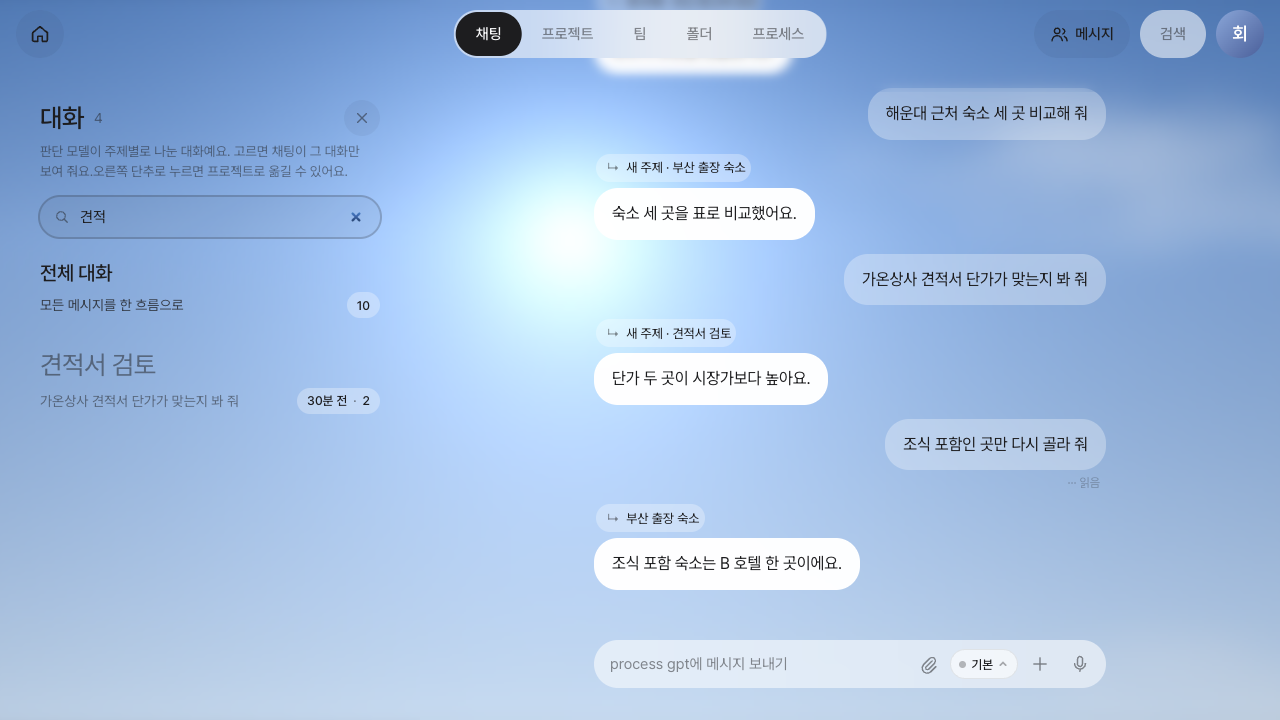 채팅
프로젝트
팀
폴더
프로세스
메시지
검색
회
대화 4
판단 모델이 주제별로 나눈 대화예요. 고르면 채팅이 그 대화만
보여 줘요.오른쪽 단추로 누르면 프로젝트로 옮길 수 있어요.
견적
전체 대화
모든 메시지를 한 흐름으로
10
견적서 검토
가온상사 견적서 단가가 맞는지 봐 줘
30분 전 · 2
해운대 근처 숙소 세 곳 비교해 줘
새 주제 · 부산 출장 숙소
숙소 세 곳을 표로 비교했어요.
가온상사 견적서 단가가 맞는지 봐 줘
새 주제 · 견적서 검토
단가 두 곳이 시장가보다 높아요.
조식 포함인 곳만 다시 골라 줘
··· 읽음
부산 출장 숙소
조식 포함 숙소는 B 호텔 한 곳이에요.
process gpt에 메시지 보내기
기본